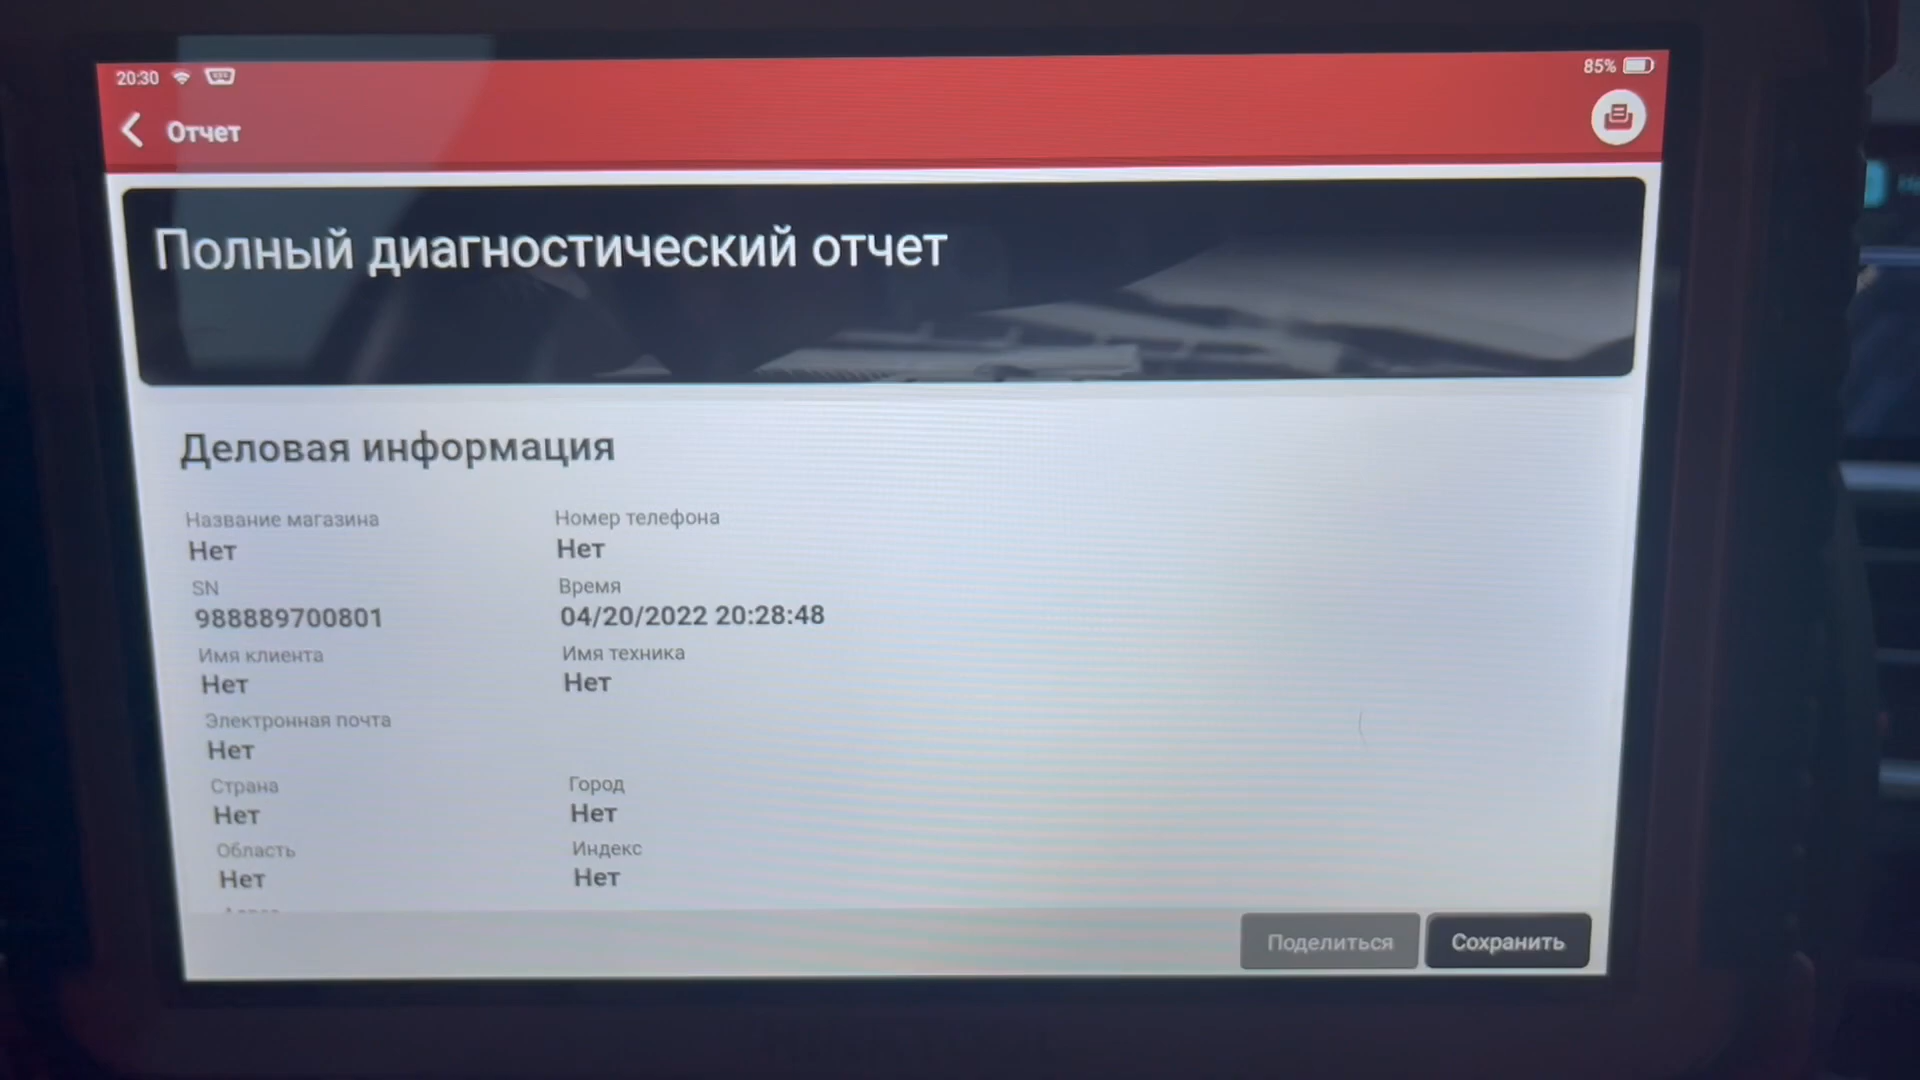 20:30
85%
Отчет
Полный диагностический отчет
Деловая информация
Название магазина
Номер телефона
Нет
Нет
SN
Время
988889700801
04/20/2022 20:28:48
Имя клиента
Имя техника
Нет
Нет
Электронная почта
Нет
Страна
Город
Нет
Нет
Область
Индекс
Нет
Нет
Поделиться
Сохранить